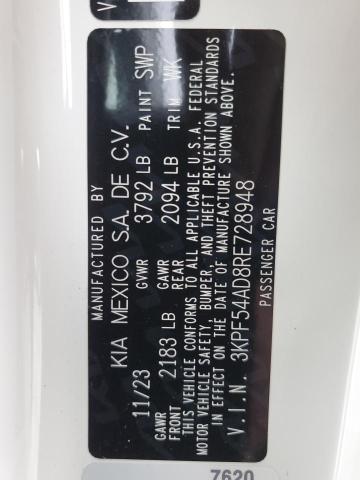 MANUFACTURED BY
KIA MEXICO S.A. DE C.V.
11/23 GVWR 3792 LB PAINT SWP
GAWR FRONT 2183 LB GAWR REAR 2094 LB TRIM WK
THIS VEHICLE CONFORMS TO ALL APPLICABLE U.S.A. FEDERAL
MOTOR VEHICLE SAFETY, BUMPER, AND THEFT PREVENTION STANDARDS
IN EFFECT ON THE DATE OF MANUFACTURE SHOWN ABOVE.
V.I.N. 3KPF54AD8RE728948
PASSENGER CAR
7620